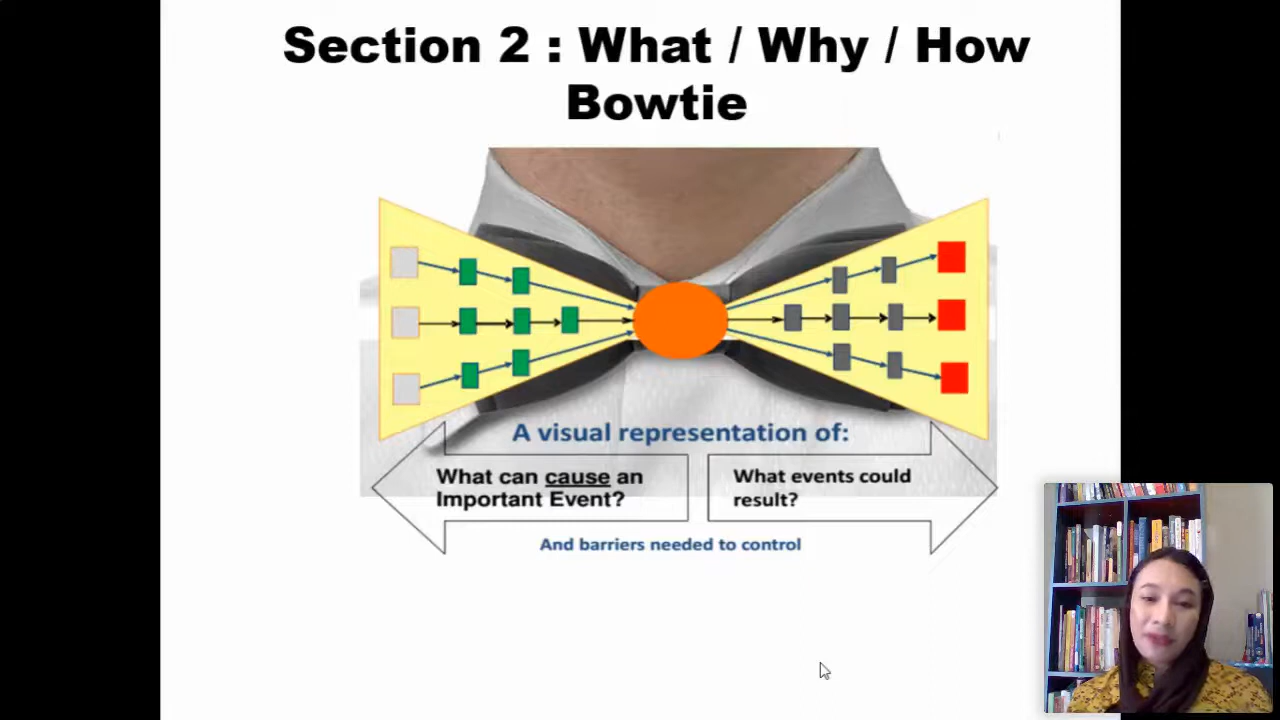 Section 2 : What / Why / How
Bowtie
A visual representation of:
What can cause an
Important Event?
What events could
result?
And barriers needed to control